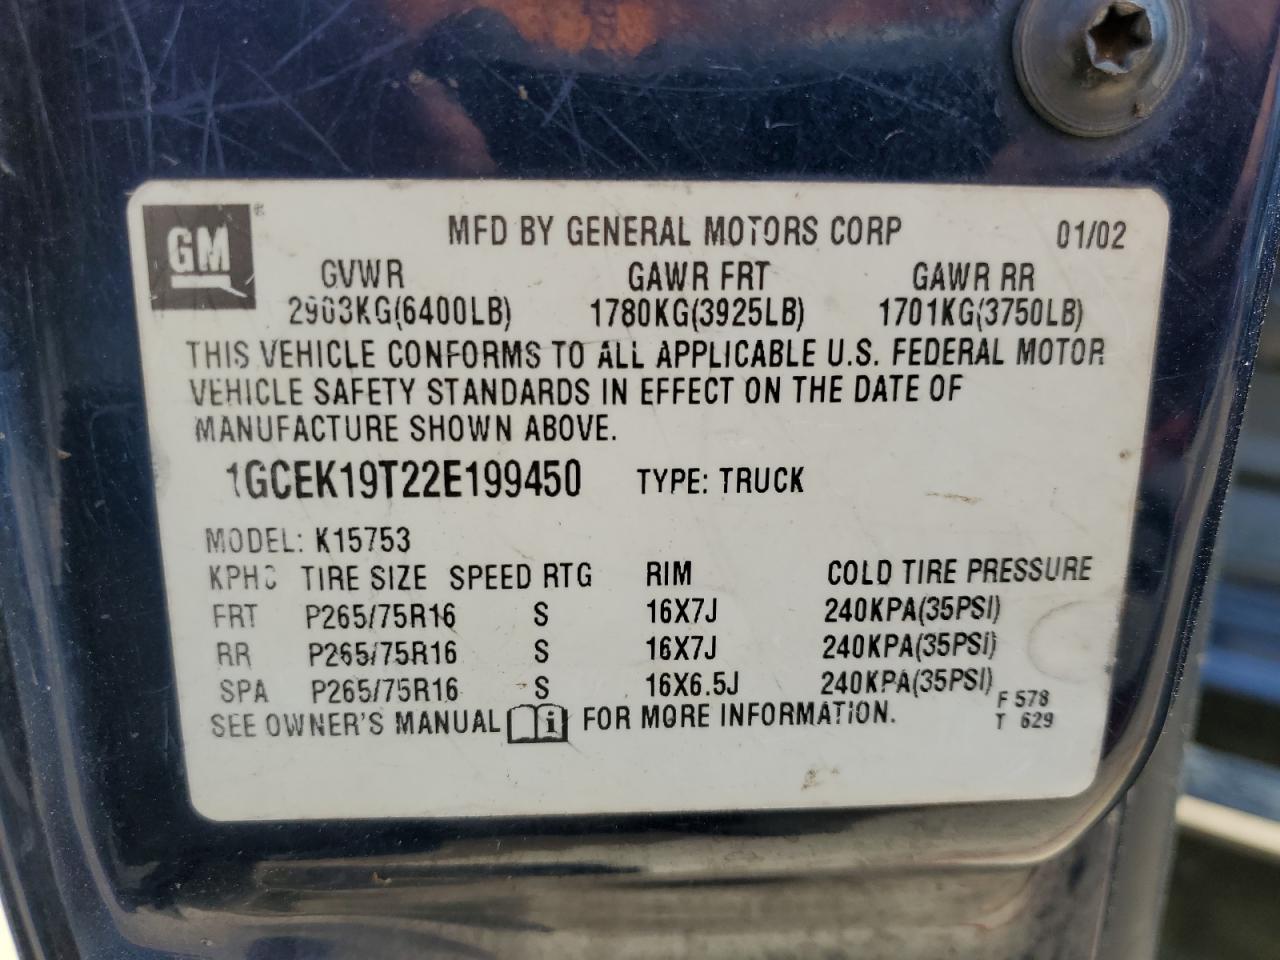 GM®
MFD BY GENERAL MOTORS CORP 01/02
GVWR GAWR FRT GAWR RR
2903KG(6400LB) 1780KG(3925LB) 1701KG(3750LB)
THIS VEHICLE CONFORMS TO ALL APPLICABLE U.S. FEDERAL MOTOR
VEHICLE SAFETY STANDARDS IN EFFECT ON THE DATE OF
MANUFACTURE SHOWN ABOVE.
1GCEK19T22E199450 TYPE: TRUCK
MODEL: K15753
KPHC TIRE SIZE SPEED RTG RIM COLD TIRE PRESSURE
FRT P265/75R16 S 16X7J 240KPA(35PSI)
RR P265/75R16 S 16X7J 240KPA(35PSI)
SPA P265/75R16 S 16X6.5J 240KPA(35PSI)
F 578
SEE OWNER'S MANUAL i FOR MORE INFORMATION.
T 629